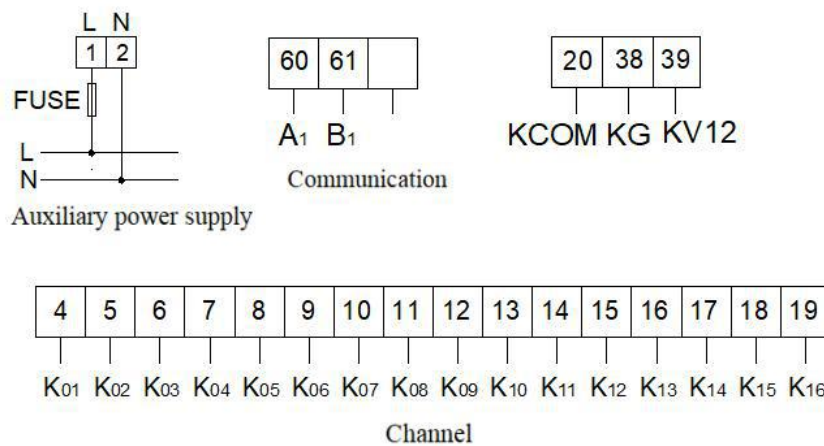 L N
1 2
FUSE
L
N
Auxiliary power supply
60 61
A1 B1
Communication
20 38 39
KCOM KG KV12
4 5 6 7 8 9 10 11 12 13 14 15 16 17 18 19
K01 K02 K03 K04 K05 K06 K07 K08 K09 K10 K11 K12 K13 K14 K15 K16
Channel